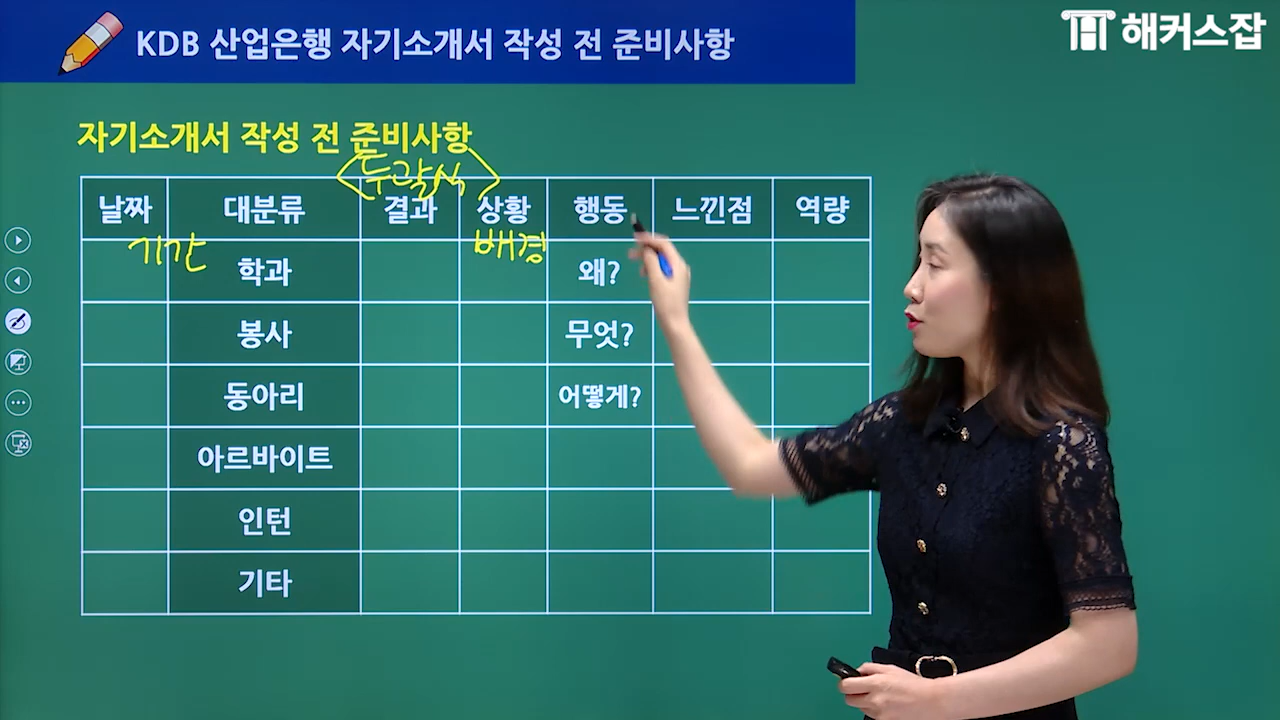 KDB 산업은행 자기소개서 작성 전 준비사항
해커스잡
자기소개서 작성 전 준비사항
두괄식
날짜 대분류 결과 상황 행동 느낀점 역량
기간 배경
학과 왜?
봉사 무엇?
동아리 어떻게?
아르바이트
인턴
기타